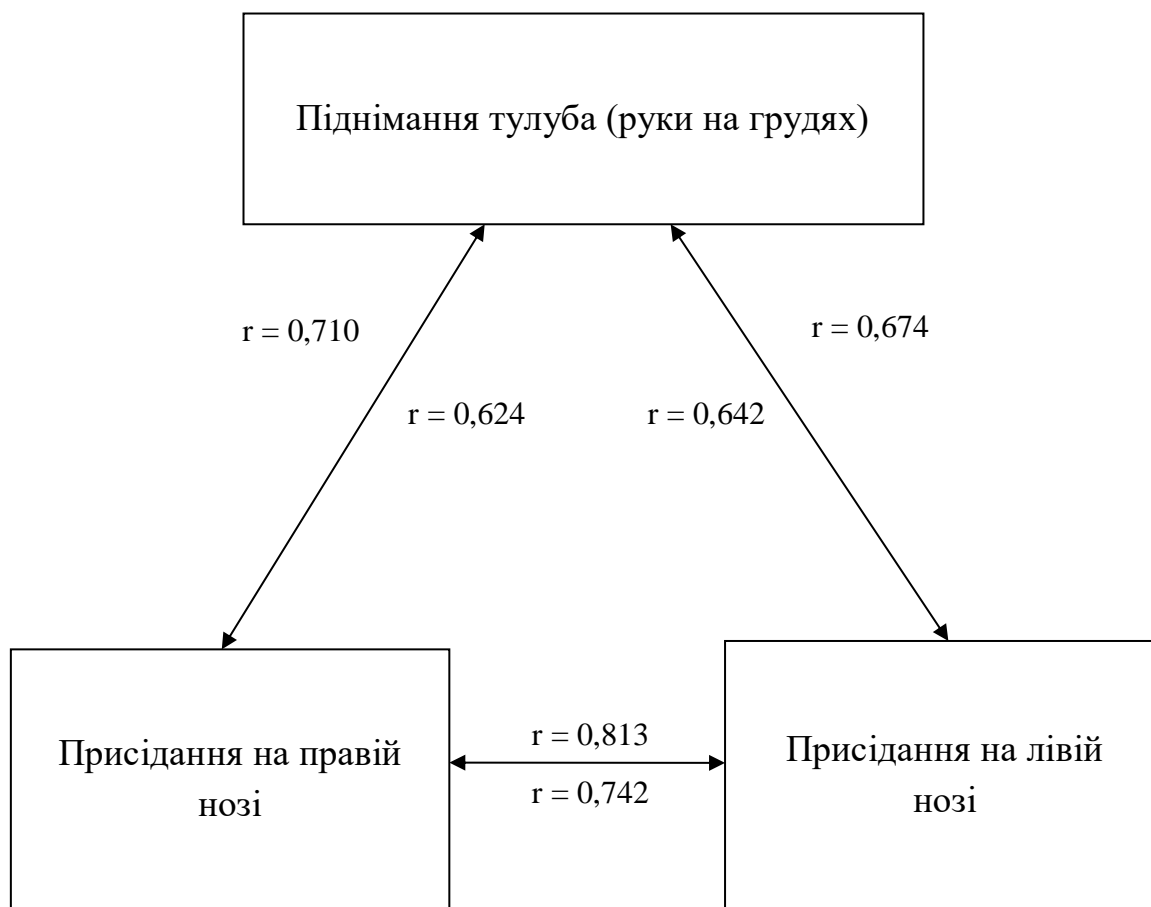 Піднімання тулуба (руки на грудях)
r = 0,710
r = 0,674
r = 0,624
r = 0,642
Присідання на правій
нозі
r = 0,813
r = 0,742
Присідання на лівій
нозі